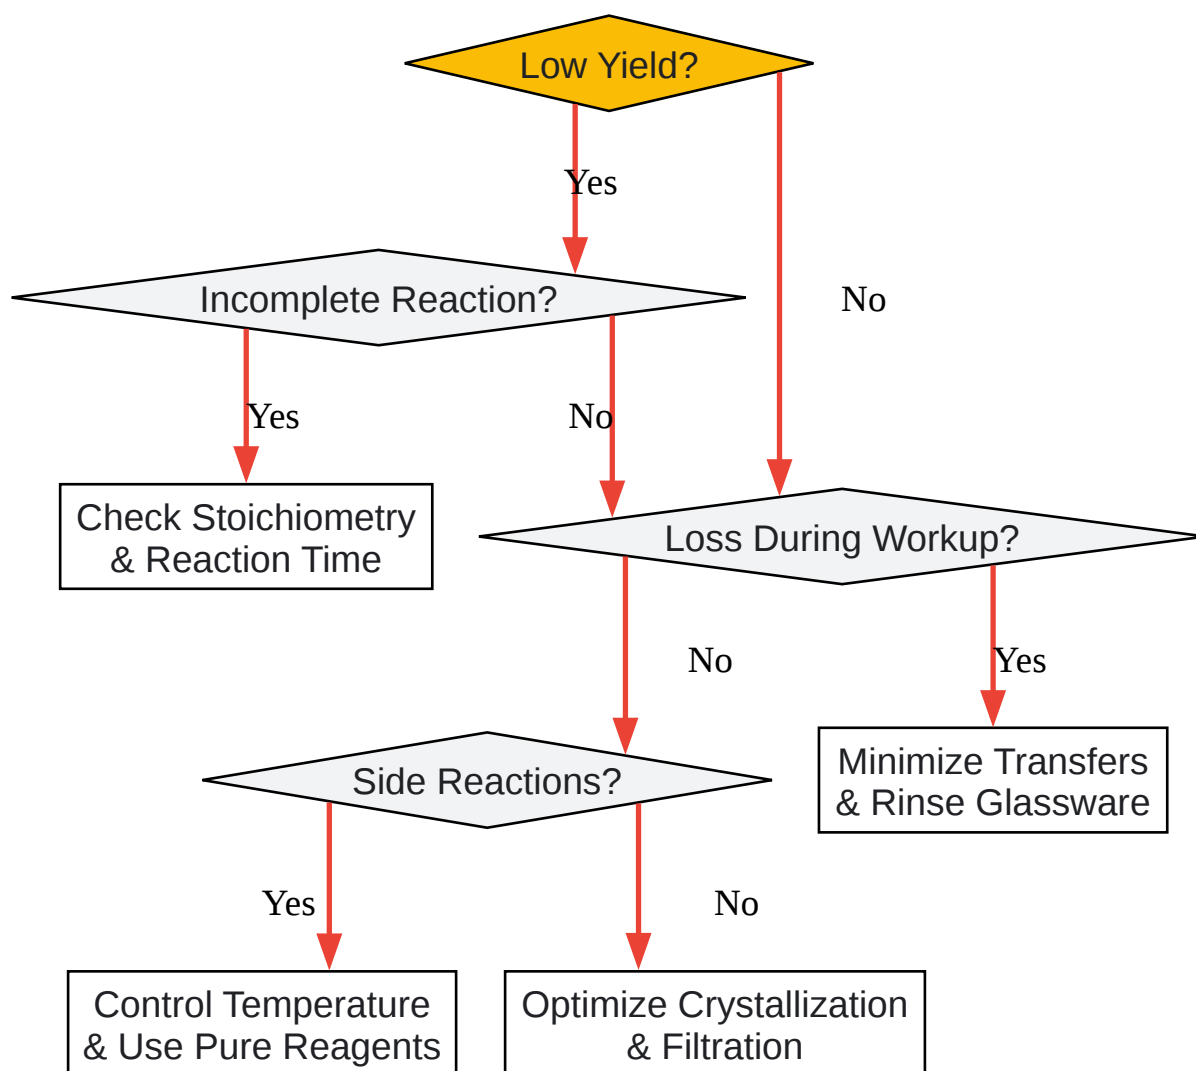 Low Yield?
Yes
Incomplete Reaction?
No
Yes
No
Check Stoichiometry
& Reaction Time
Loss During Workup?
No
Yes
Side Reactions?
Minimize Transfers
& Rinse Glassware
Yes
No
Control Temperature
& Use Pure Reagents
Optimize Crystallization
& Filtration